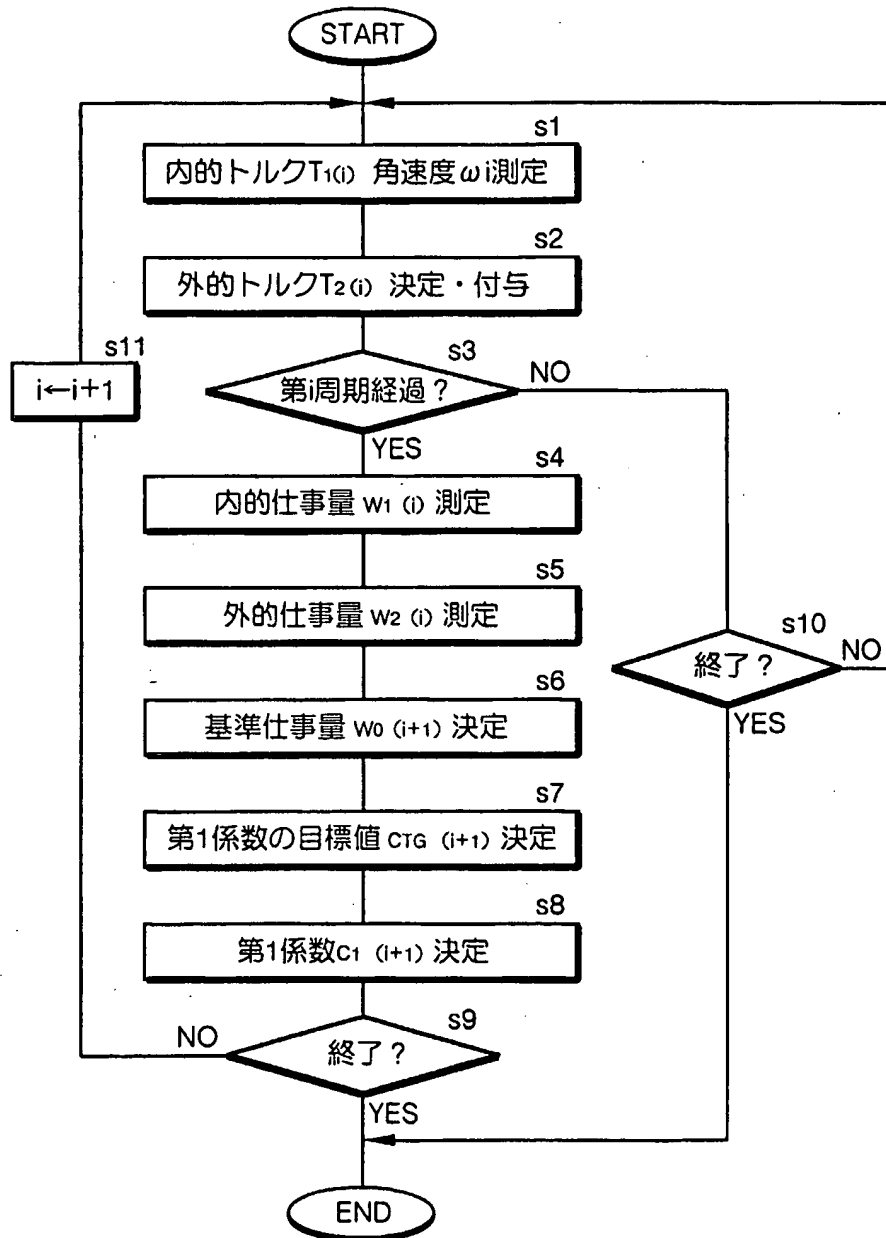 START
s1
内的トルクT1(i) 角速度ωi測定
s2
外的トルクT2(i) 決定・付与
s3
第i周期経過?
NO
YES
s4
内的仕事量 W1 (i) 測定
s5
外的仕事量 W2 (i) 測定
s6
基準仕事量 W0 (i+1) 決定
s7
第1係数の目標値 CTG (i+1) 決定
s8
第1係数C1 (i+1) 決定
s9
終了?
NO
YES
s10
終了?
NO
YES
s11
i←i+1
END